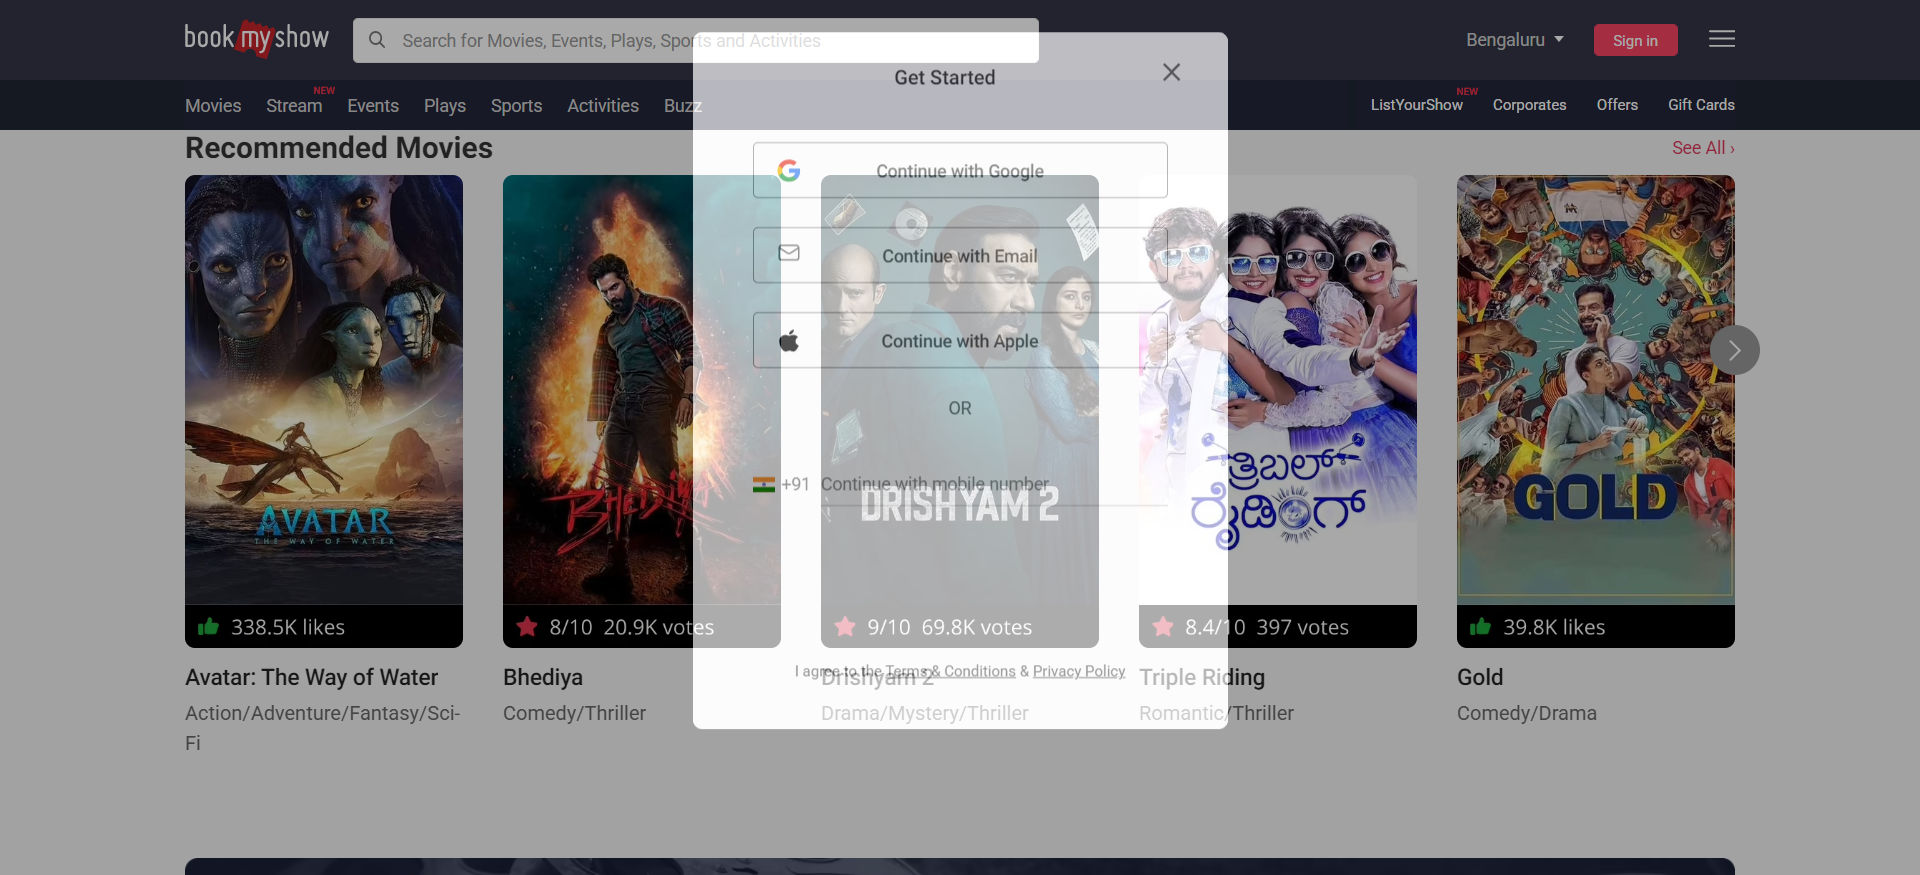 book my show
Search for Movies, Events, Plays, Sports and Activities
Bengaluru
Sign in
Get Started
Movies
Stream
NEW
Events
Plays
Sports
Activities
Buzz
ListYourShow
NEW
Corporates
Offers
Gift Cards
Recommended Movies
See All ›
Continue with Google
Continue with Email
Continue with Apple
OR
+91 Continue with mobile number
AVATAR
THE WAY OF WATER
BHEDIYA
DRISHYAM 2
ತ್ರಿಬಲ್
ರೈಡಿಂಗ್
GOLD
338.5K likes
8/10 20.9K votes
9/10 69.8K votes
8.4/10 397 votes
39.8K likes
I agree to the Terms & Conditions & Privacy Policy
Avatar: The Way of Water
Action/Adventure/Fantasy/Sci-
Fi
Bhediya
Comedy/Thriller
Drishyam 2
Drama/Mystery/Thriller
Triple Riding
Romantic/Thriller
Gold
Comedy/Drama